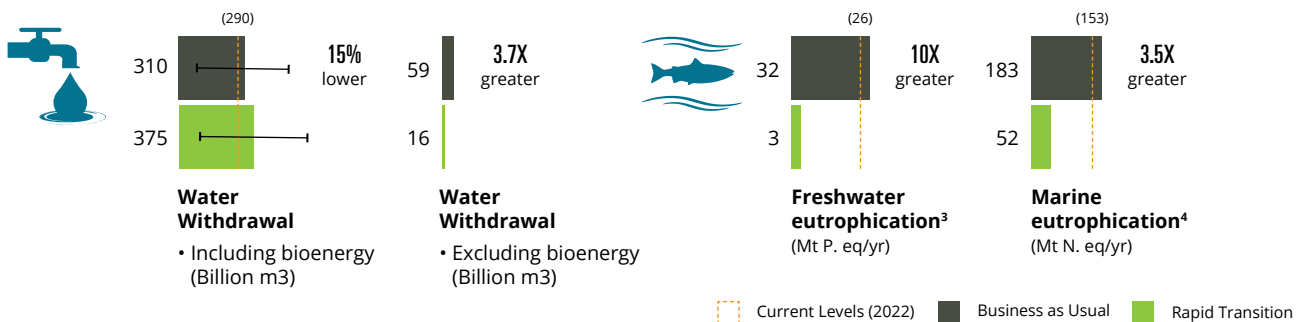 (290)
310
15%
lower
375
Water
Withdrawal
• Including bioenergy
(Billion m3)
59
3.7X
greater
16
Water
Withdrawal
• Excluding bioenergy
(Billion m3)
(26)
32
10X
greater
3
Freshwater
eutrophication³
(Mt P. eq/yr)
(153)
183
3.5X
greater
52
Marine
eutrophication⁴
(Mt N. eq/yr)
Current Levels (2022)
Business as Usual
Rapid Transition